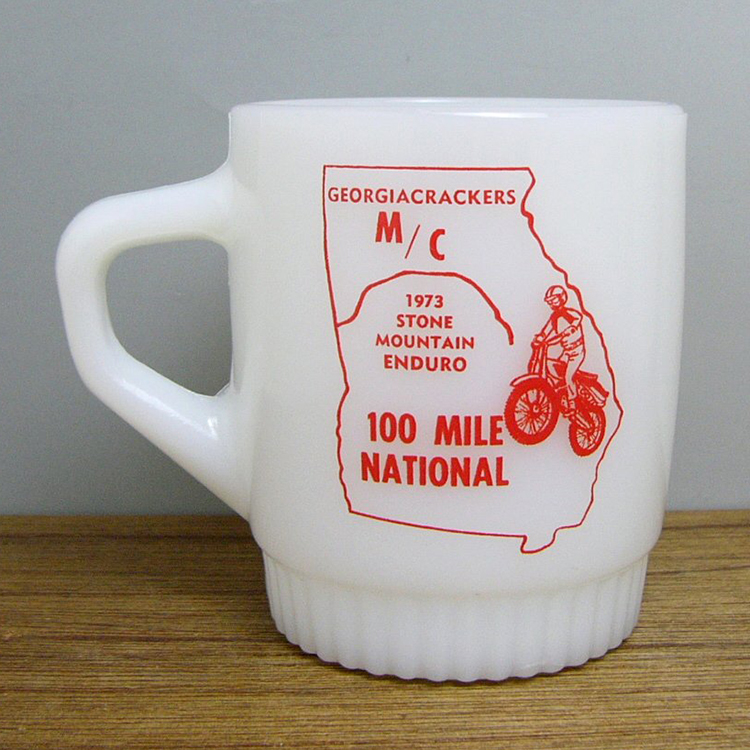 GEORGIACRACKERS
M/C
1973
STONE
MOUNTAIN
ENDURO
100 MILE
NATIONAL